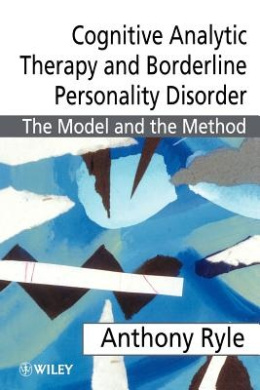 Cognitive Analytic
Therapy and Borderline
Personality Disorder
The Model and the Method
WILEY
Anthony Ryle